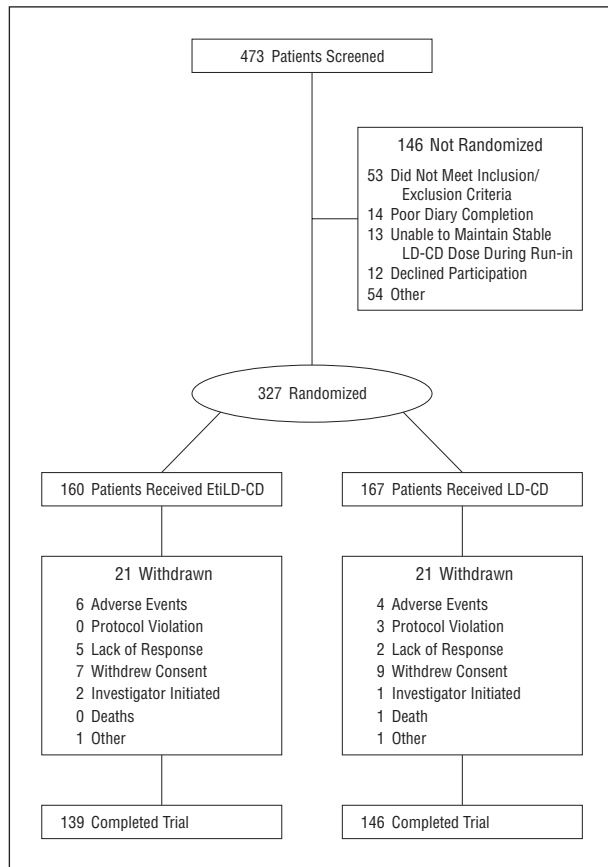 473 Patients Screened
146 Not Randomized
53 Did Not Meet Inclusion/
Exclusion Criteria
14 Poor Diary Completion
13 Unable to Maintain Stable
LD-CD Dose During Run-in
12 Declined Participation
54 Other
327 Randomized
160 Patients Received EtiLD-CD
21 Withdrawn
6 Adverse Events
0 Protocol Violation
5 Lack of Response
7 Withdrew Consent
2 Investigator Initiated
0 Deaths
1 Other
139 Completed Trial
167 Patients Received LD-CD
21 Withdrawn
4 Adverse Events
3 Protocol Violation
2 Lack of Response
9 Withdrew Consent
1 Investigator Initiated
1 Death
1 Other
146 Completed Trial